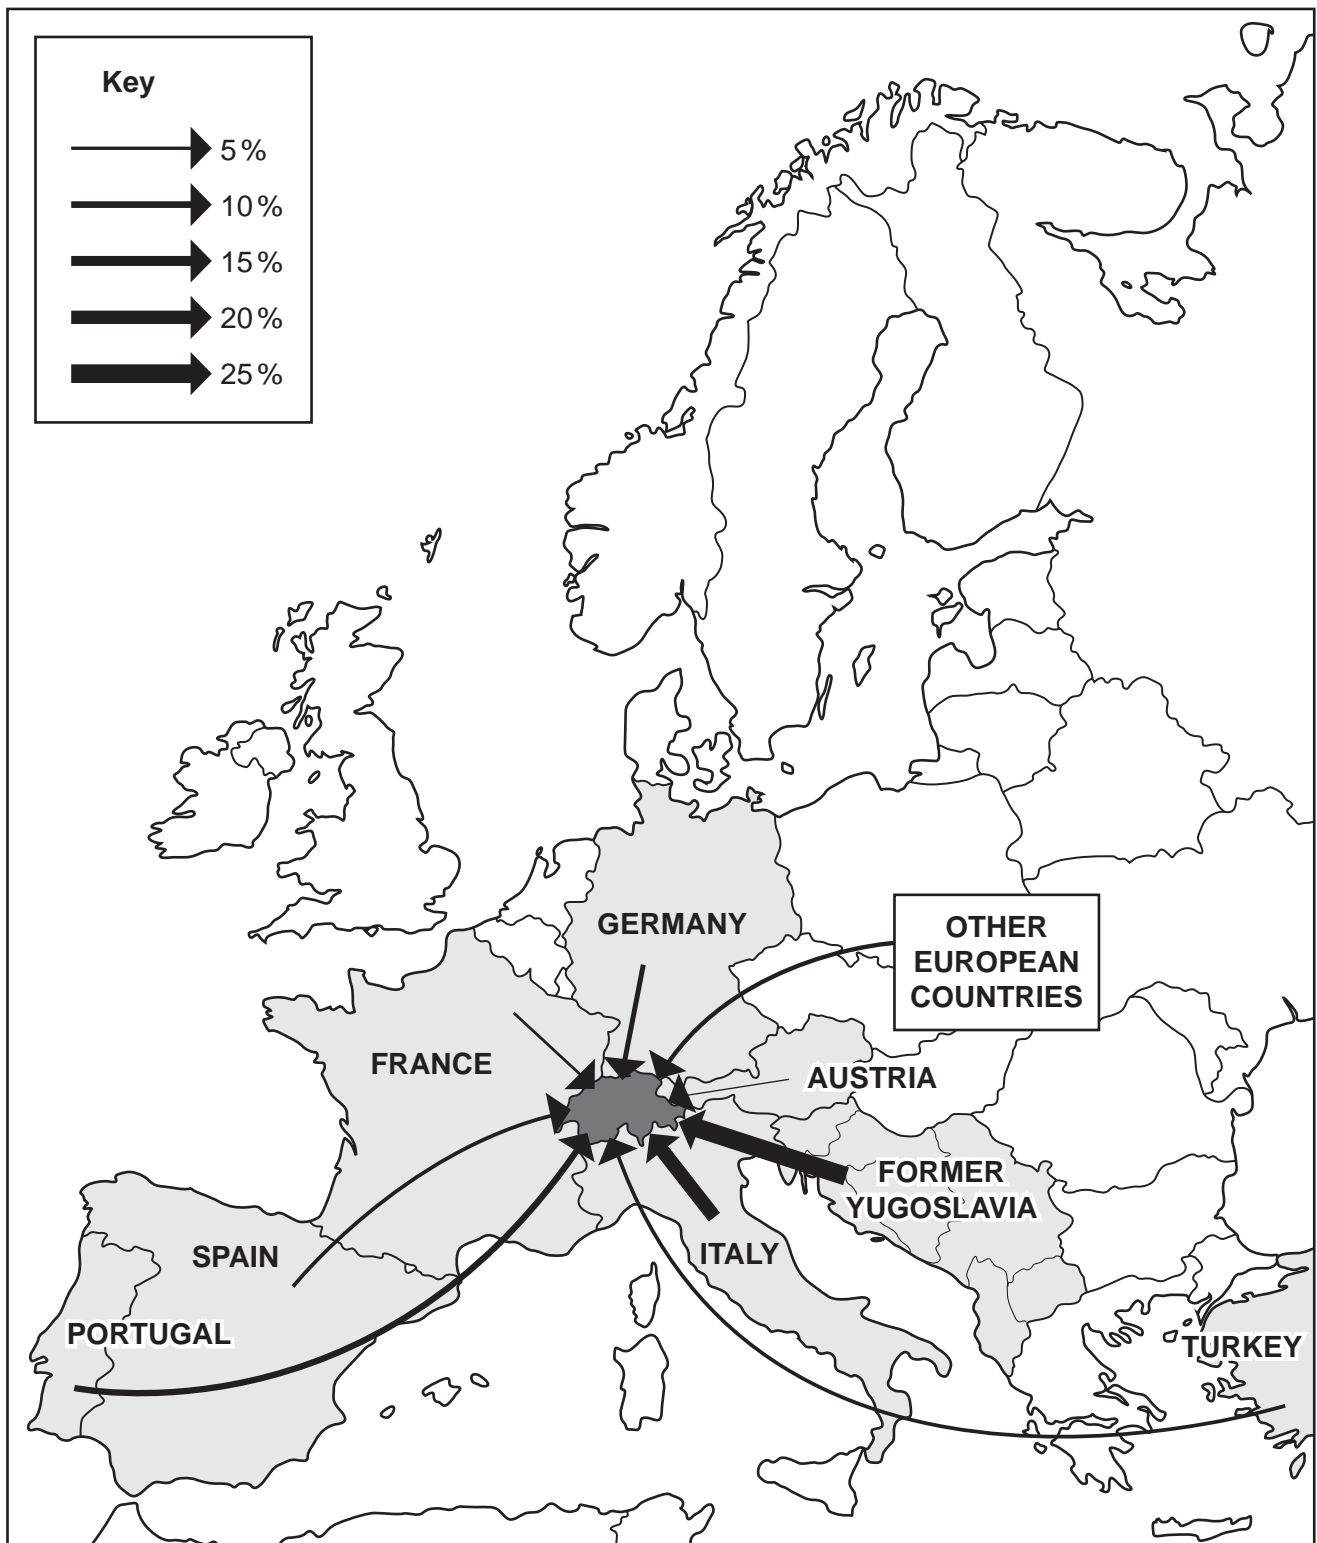 Key
5%
10%
15%
20%
25%
GERMANY
OTHER
EUROPEAN
COUNTRIES
FRANCE
AUSTRIA
FORMER
YUGOSLAVIA
SPAIN
ITALY
PORTUGAL
TURKEY